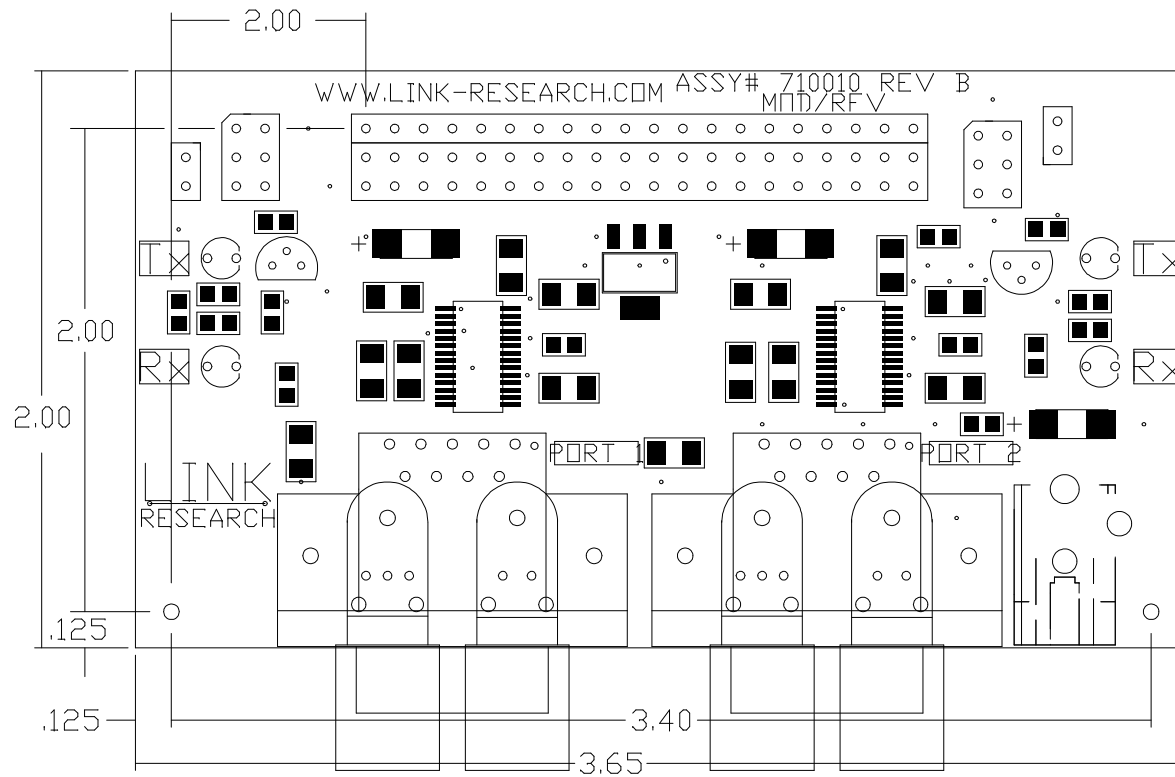 2.00
WWW.LINK-RESEARCH.COM
ASSY# 710010 REV B
MOD/REV
Tx
Tx
2.00
Rx
Rx
2.00
PORT 1
PORT 2
LINK
RESEARCH
F
.125
.125
3.40
3.65
+
+
+